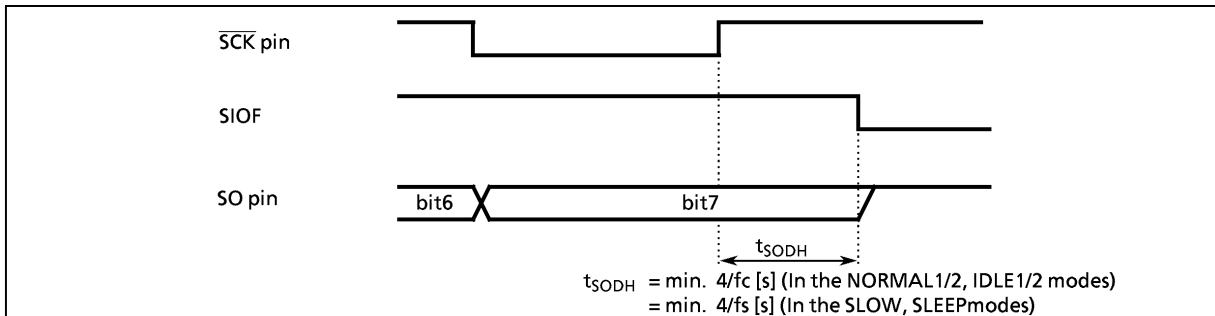 S̅C̅K̅ pin
SIOF
SO pin
bit6
bit7
tSODH
tSODH = min. 4/fc [s] (In the NORMAL1/2, IDLE1/2 modes)
= min. 4/fs [s] (In the SLOW, SLEEPmodes)